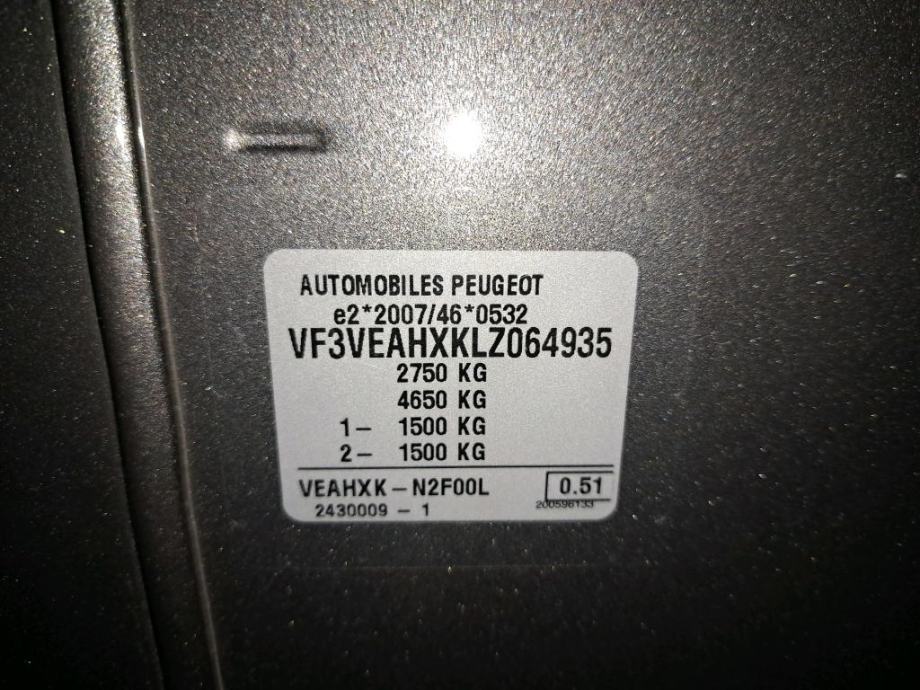 AUTOMOBILES PEUGEOT
e2*2007/46*0532
VF3VEAHXKLZ064935
2750 KG
4650 KG
1- 1500 KG
2- 1500 KG
VEAHXK-N2F00L 0.51
2430009 - 1 200596133